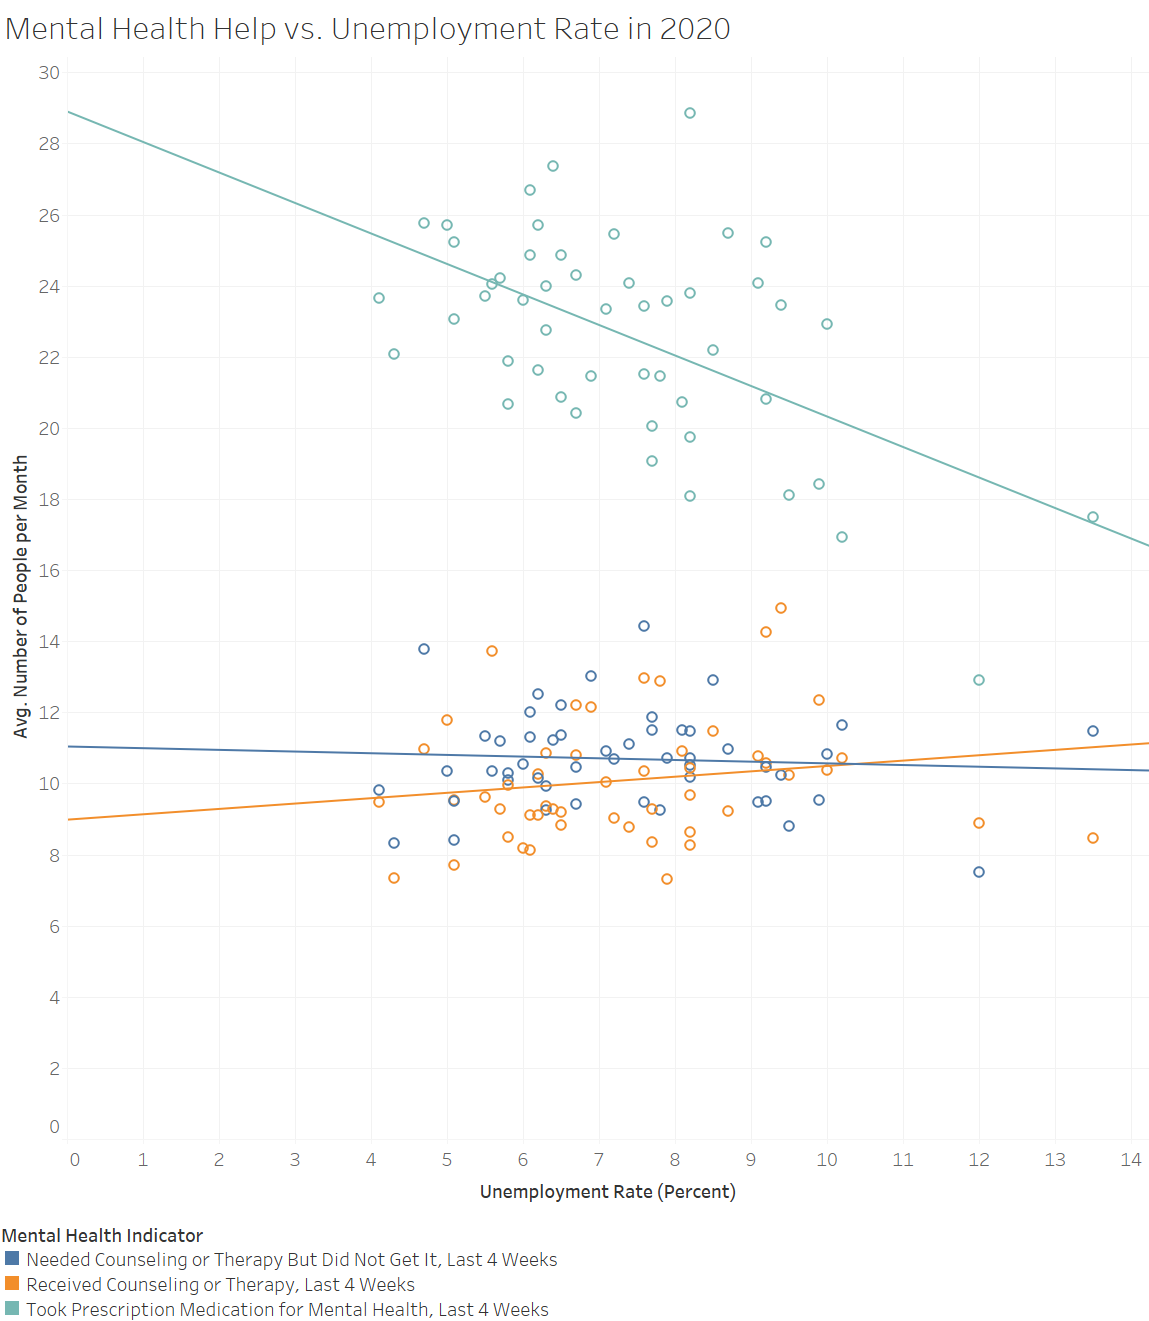 Mental Health Help vs. Unemployment Rate in 2020
30
28
26
24
22
20
18
16
14
12
10
8
6
4
2
0
Avg. Number of People per Month
0 1 2 3 4 5 6 7 8 9 10 11 12 13 14
Unemployment Rate (Percent)
Mental Health Indicator
Needed Counseling or Therapy But Did Not Get It, Last 4 Weeks
Received Counseling or Therapy, Last 4 Weeks
Took Prescription Medication for Mental Health, Last 4 Weeks